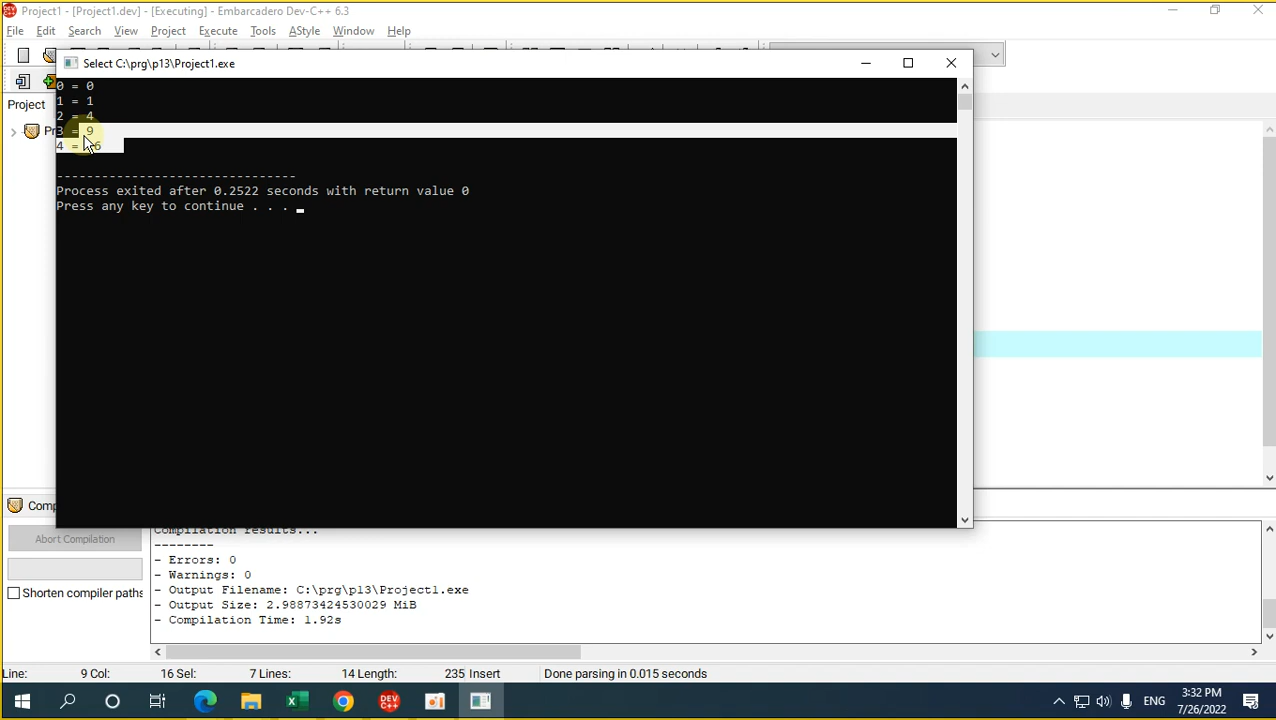 Project1 - [Project1.dev] - [Executing] - Embarcadero Dev-C++ 6.3
File Edit Search View Project Execute Tools AStyle Window Help
Select C:\prg\p13\Project1.exe
Project
0 = 0
1 = 1
2 = 4
3 = 9
4 = 6
--------------------------------
Process exited after 0.2522 seconds with return value 0
Press any key to continue . . .
Comp
Abort Compilation
Shorten compiler paths
Compilation results...
--------
- Errors: 0
- Warnings: 0
- Output Filename: C:\prg\p13\Project1.exe
- Output Size: 2.98873424530029 MiB
- Compilation Time: 1.92s
Line: 9 Col: 16 Sel: 7 Lines: 14 Length: 235 Insert Done parsing in 0.015 seconds
DEV C++
ENG
3:32 PM
7/26/2022